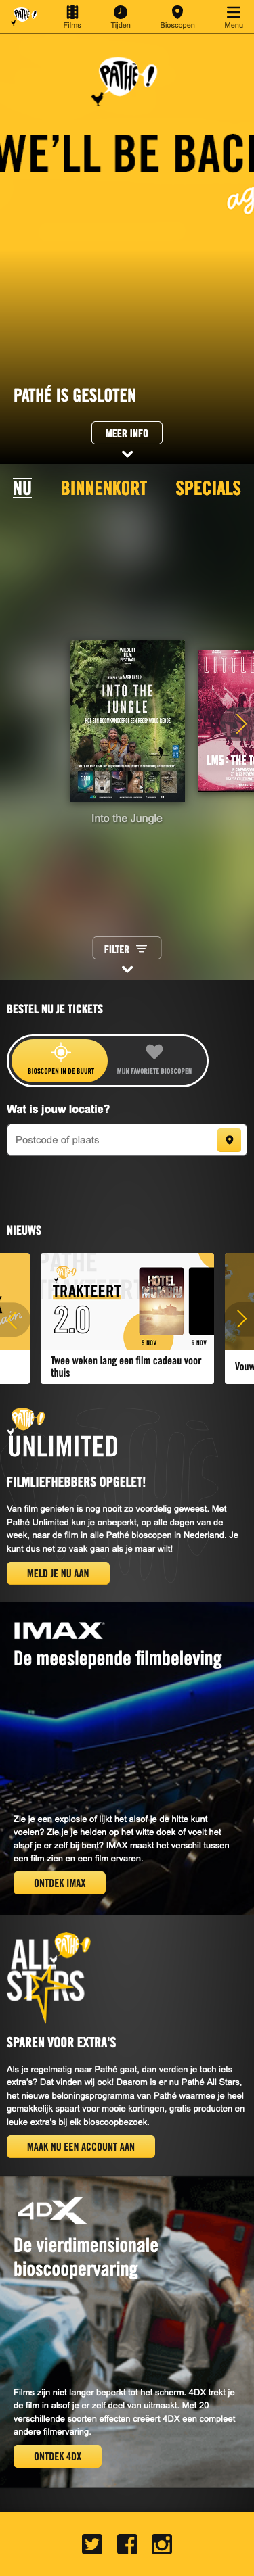 PATHÉ!
Films
Tijden
Bioscopen
Menu
PATHÉ!
WE'LL BE BACK
PATHÉ IS GESLOTEN
MEER INFO
NU
BINNENKORT
SPECIALS
WILDLIFE
FILM
FESTIVAL
INTO THE
JUNGLE
Into the Jungle
FILTER
BESTEL NU JE TICKETS
BIOSCOPEN IN DE BUURT
MIJN FAVORIETE BIOSCOPEN
Wat is jouw locatie?
Postcode of plaats
NIEUWS
PATHÉ
TRAKTEERT
2.0
HOTEL
5 NOV
6 NOV
Twee weken lang een film cadeau voor
thuis
Vouw
PATHÉ!
UNLIMITED
FILMLIEFHEBBERS OPGELET!
Van film genieten is nog nooit zo voordelig geweest. Met
Pathé Unlimited kun je onbeperkt, op alle dagen van de
week, naar de film in alle Pathé bioscopen in Nederland. Je
kunt dus net zo vaak gaan als je maar wilt!
MELD JE NU AAN
IMAX
De meeslepende filmbeleving
Zie je een explosie of lijkt het alsof je de hitte kunt
voelen? Zie je je helden op het witte doek of voelt het
alsof je er zelf bij bent? IMAX maakt het verschil tussen
een film zien en een film ervaren.
ONTDEK IMAX
PATHÉ!
ALL
STARS
SPAREN VOOR EXTRA'S
Als je regelmatig naar Pathé gaat, dan verdien je toch iets
extra's? Dat vinden wij ook! Daarom is er nu Pathé All Stars,
het nieuwe beloningsprogramma van Pathé waarmee je heel
gemakkelijk spaart voor mooie kortingen, gratis producten en
leuke extra's bij elk bioscoopbezoek.
MAAK NU EEN ACCOUNT AAN
4DX
De vierdimensionale
bioscoopervaring
Films zijn niet langer beperkt tot het scherm. 4DX trekt je
de film in alsof je er zelf deel van uitmaakt. Met 20
verschillende soorten effecten creëert 4DX een compleet
andere filmervaring.
ONTDEK 4DX